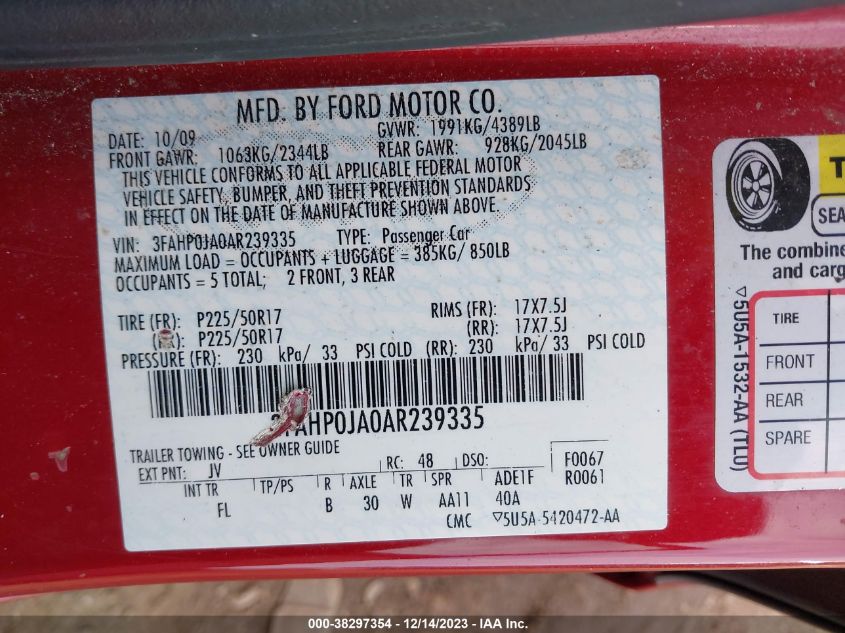 MFD. BY FORD MOTOR CO.
DATE: 10/09 GVWR: 1991KG/4389LB
FRONT GAWR: 1063KG/2344LB REAR GAWR: 928KG/2045LB
THIS VEHICLE CONFORMS TO ALL APPLICABLE FEDERAL MOTOR
VEHICLE SAFETY, BUMPER, AND THEFT PREVENTION STANDARDS
IN EFFECT ON THE DATE OF MANUFACTURE SHOWN ABOVE.
VIN: 3FAHP0JA0AR239335 TYPE: Passenger Car
MAXIMUM LOAD = OCCUPANTS + LUGGAGE = 385KG/ 850LB
OCCUPANTS = 5 TOTAL; 2 FRONT, 3 REAR
TIRE (FR): P225/50R17 RIMS (FR): 17X7.5J
P225/50R17 (RR): 17X7.5J
PRESSURE (FR): 230 kPa/ 33 PSI COLD (RR): 230 kPa/ 33 PSI COLD
FAHP0JA0AR239335
TRAILER TOWING - SEE OWNER GUIDE
EXT PNT: JV RC: 48 DSO: F0067
INT TR TP/PS R AXLE TR SPR ADE1F R0061
FL B 30 W AA11 40A
CMC ▽5U5A-5420472-AA
SEA
The combine
and carg
TIRE
FRONT
REAR
SPARE
▽5U5A-1532-AA (TLO)
000-38297354 - 12/14/2023 - IAA Inc.